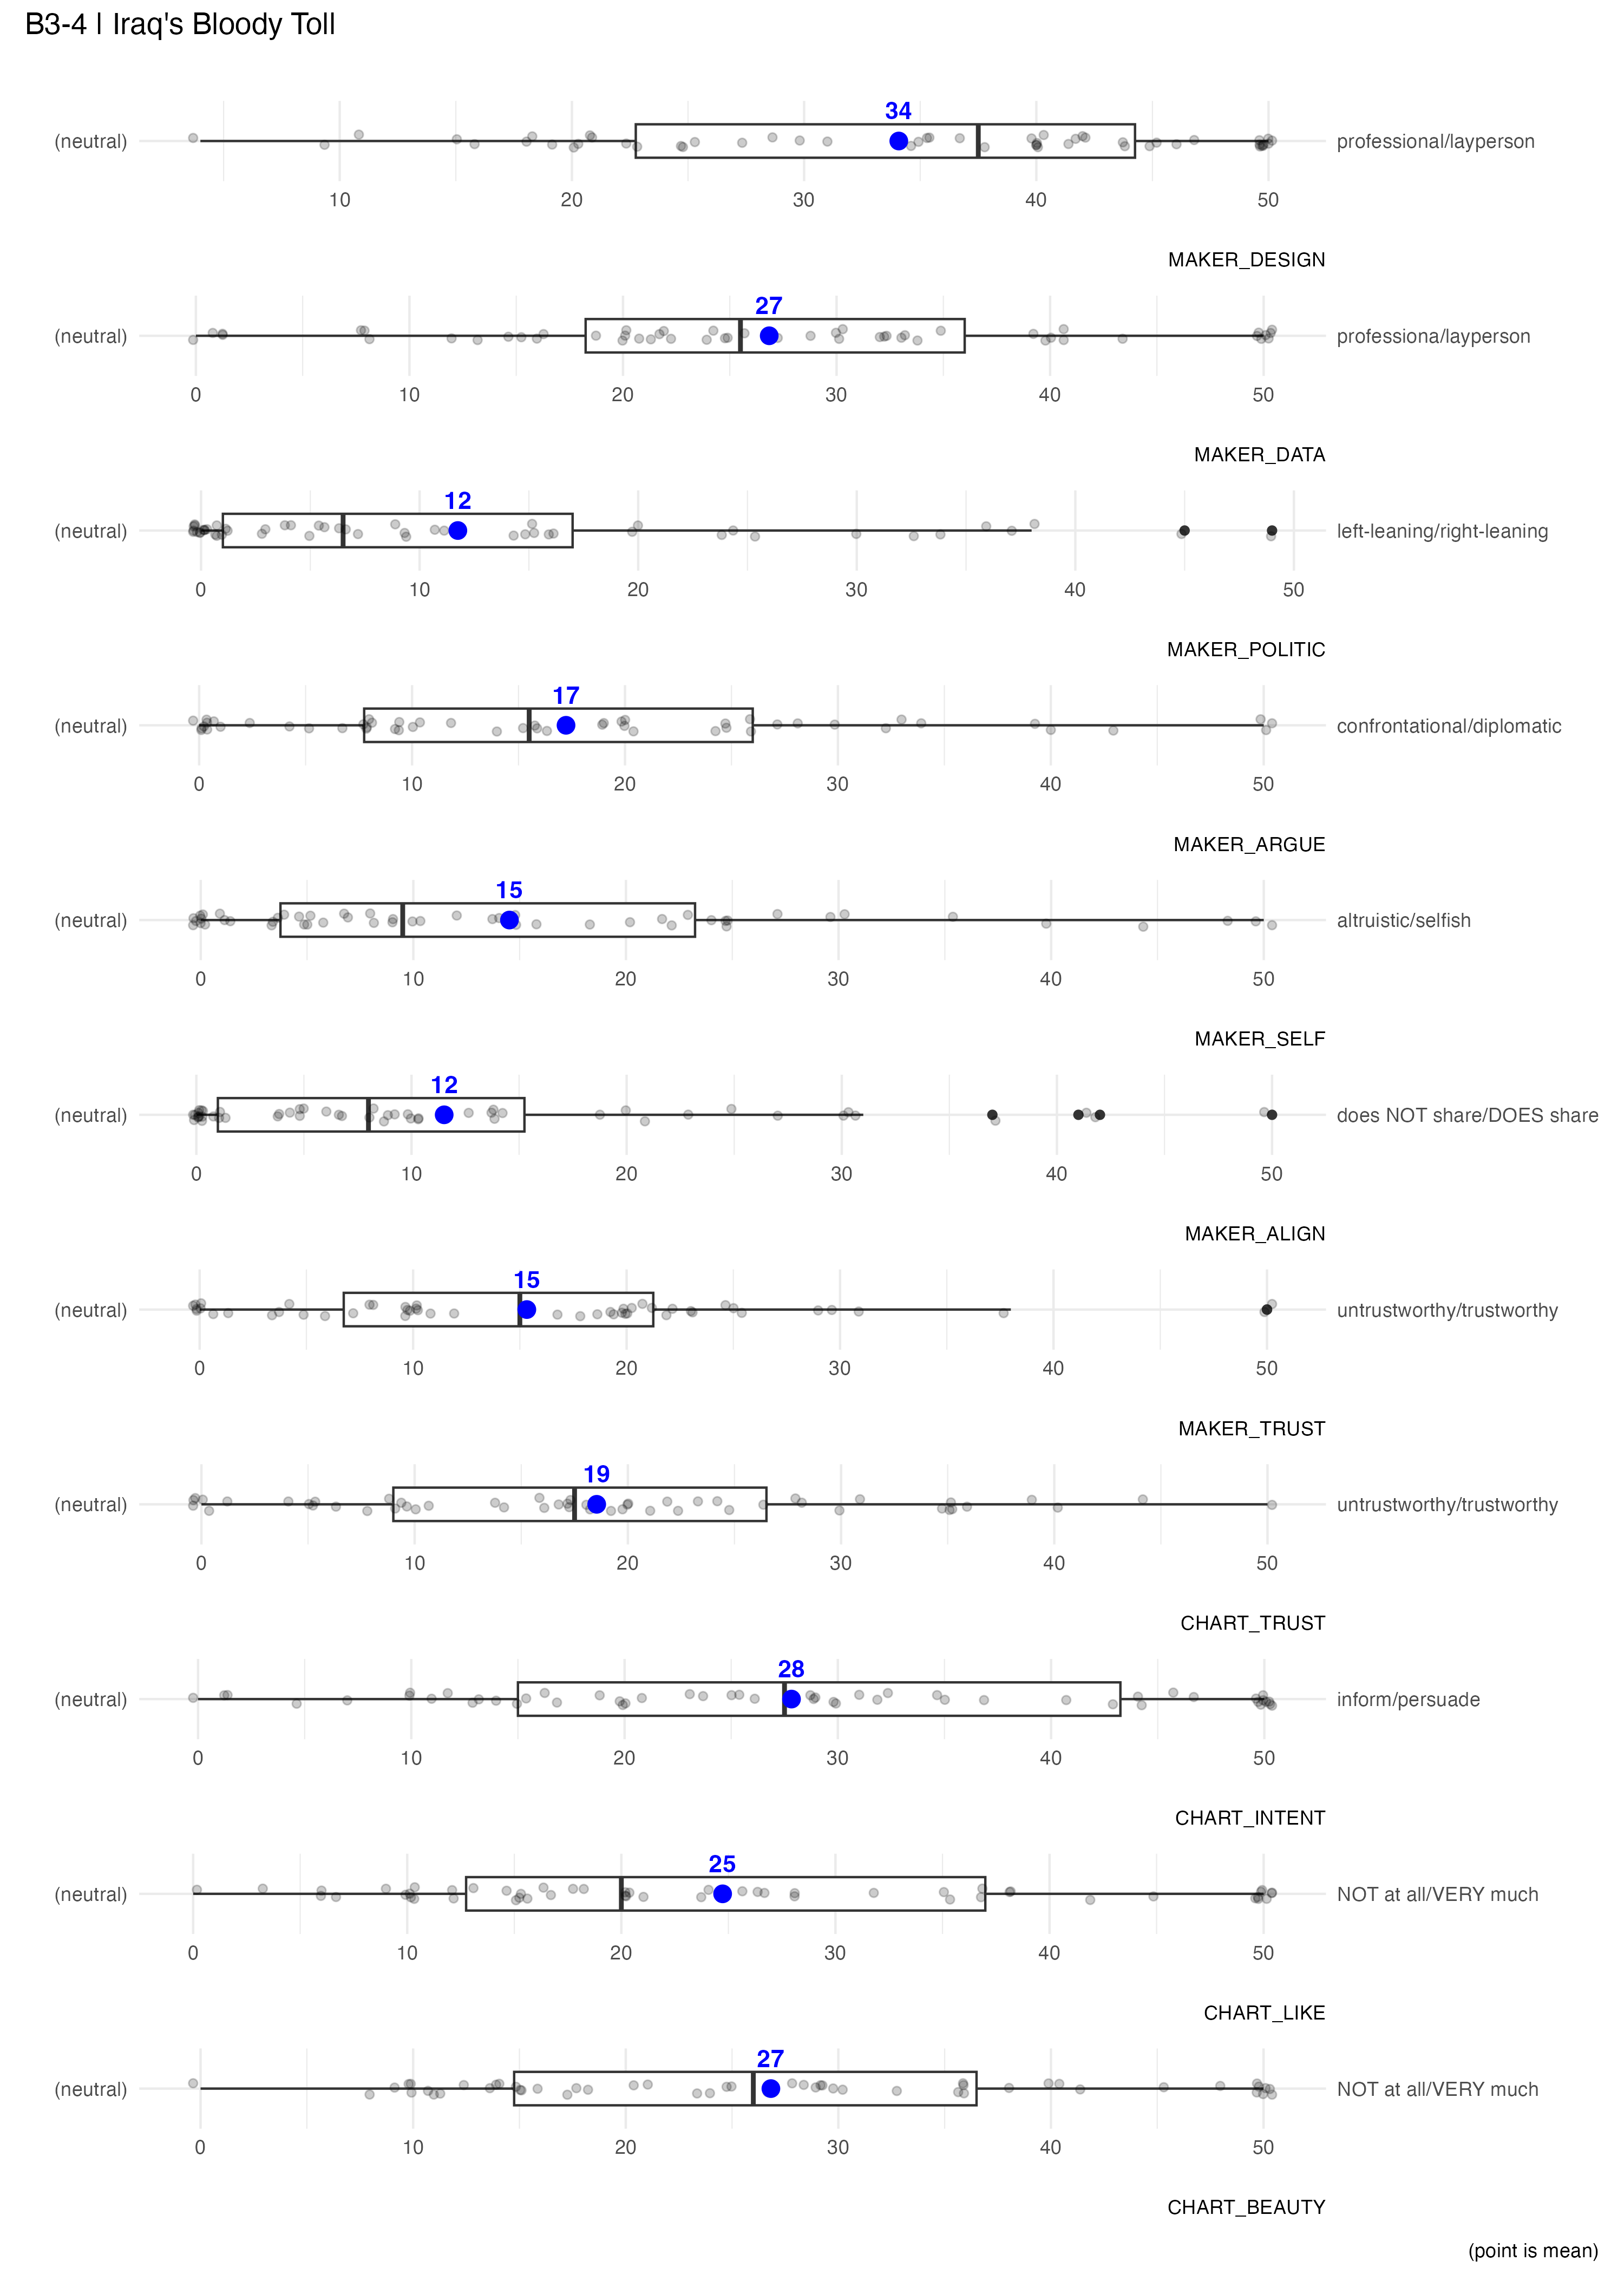 B3-4 | Iraq's Bloody Toll
34
(neutral) professional/layperson
10 20 30 40 50
MAKER_DESIGN
27
(neutral) professiona/layperson
0 10 20 30 40 50
MAKER_DATA
12
(neutral) left-leaning/right-leaning
0 10 20 30 40 50
MAKER_POLITIC
17
(neutral) confrontational/diplomatic
0 10 20 30 40 50
MAKER_ARGUE
15
(neutral) altruistic/selfish
0 10 20 30 40 50
MAKER_SELF
12
(neutral) does NOT share/DOES share
0 10 20 30 40 50
MAKER_ALIGN
15
(neutral) untrustworthy/trustworthy
0 10 20 30 40 50
MAKER_TRUST
19
(neutral) untrustworthy/trustworthy
0 10 20 30 40 50
CHART_TRUST
28
(neutral) inform/persuade
0 10 20 30 40 50
CHART_INTENT
25
(neutral) NOT at all/VERY much
0 10 20 30 40 50
CHART_LIKE
27
(neutral) NOT at all/VERY much
0 10 20 30 40 50
CHART_BEAUTY
(point is mean)